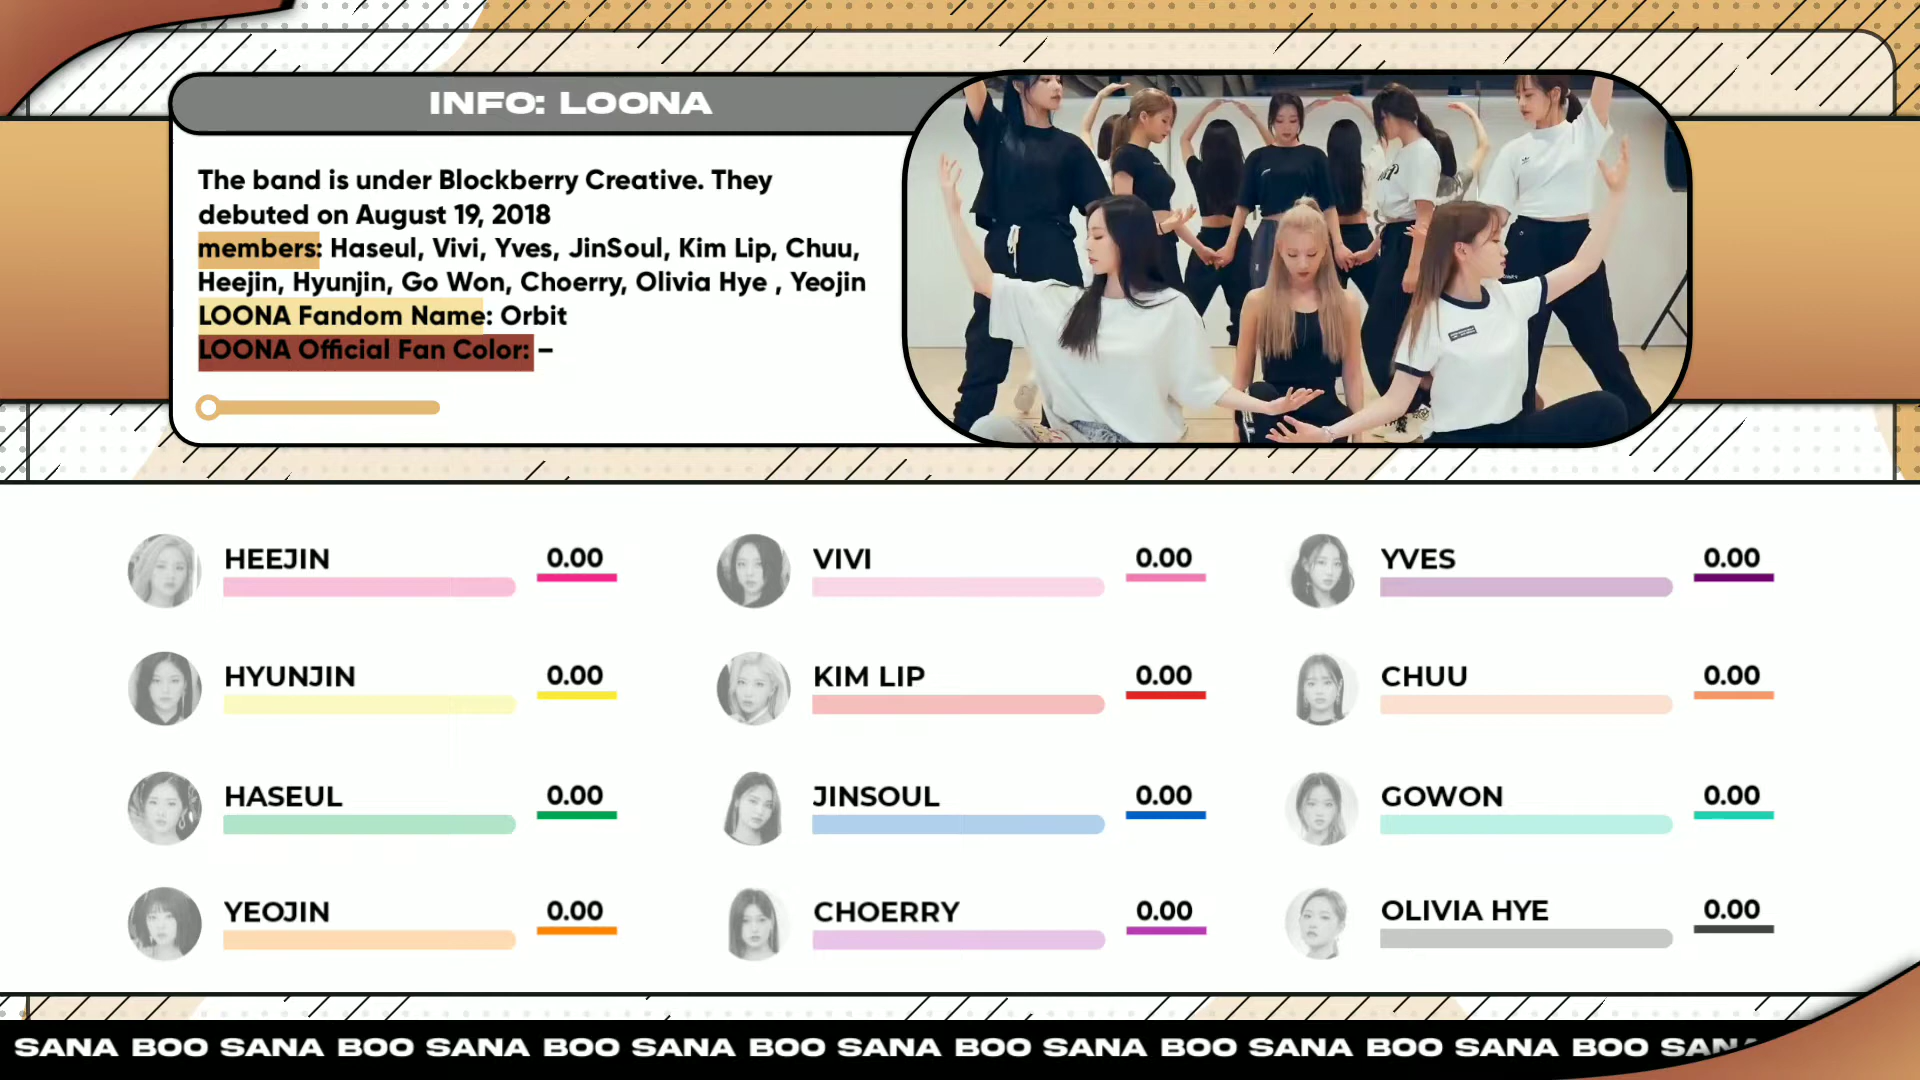 INFO: LOONA
The band is under Blockberry Creative. They
debuted on August 19, 2018
members: Haseul, Vivi, Yves, JinSoul, Kim Lip, Chuu,
Heejin, Hyunjin, Go Won, Choerry, Olivia Hye , Yeojin
LOONA Fandom Name: Orbit
LOONA Official Fan Color: –
HEEJIN 0.00
VIVI 0.00
YVES 0.00
HYUNJIN 0.00
KIM LIP 0.00
CHUU 0.00
HASEUL 0.00
JINSOUL 0.00
GOWON 0.00
YEOJIN 0.00
CHOERRY 0.00
OLIVIA HYE 0.00
SANA BOO SANA BOO SANA BOO SANA BOO SANA BOO SANA BOO SANA BOO SANA BOO SANA